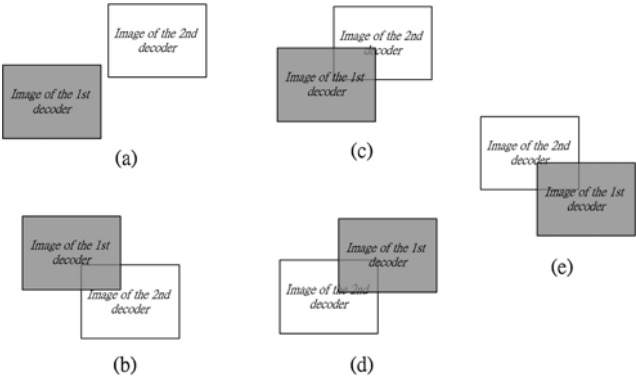 Image of the 2nd
decoder
Image of the 1st
decoder
(a)
Image of the 2nd
decoder
Image of the 1st
decoder
(c)
Image of the 2nd
decoder
Image of the 1st
decoder
(e)
Image of the 1st
decoder
Image of the 2nd
decoder
(b)
Image of the 1st
decoder
Image of the 2nd
decoder
(d)